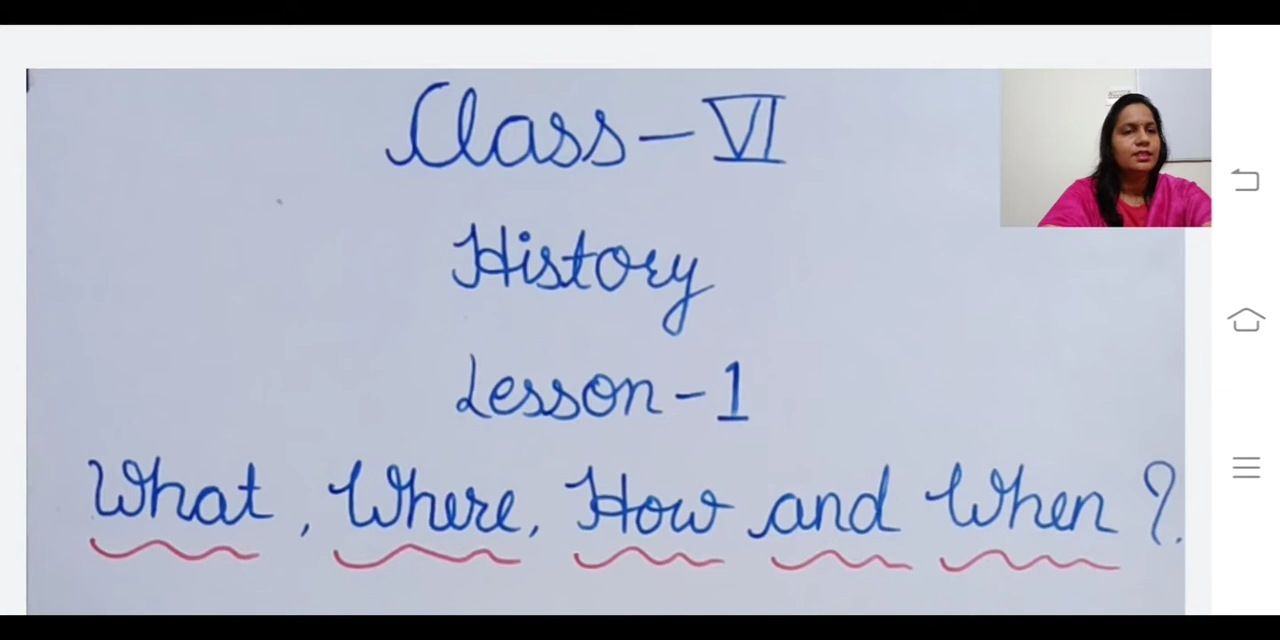 Class - VI
History
Lesson - 1
What, Where, How and When ?